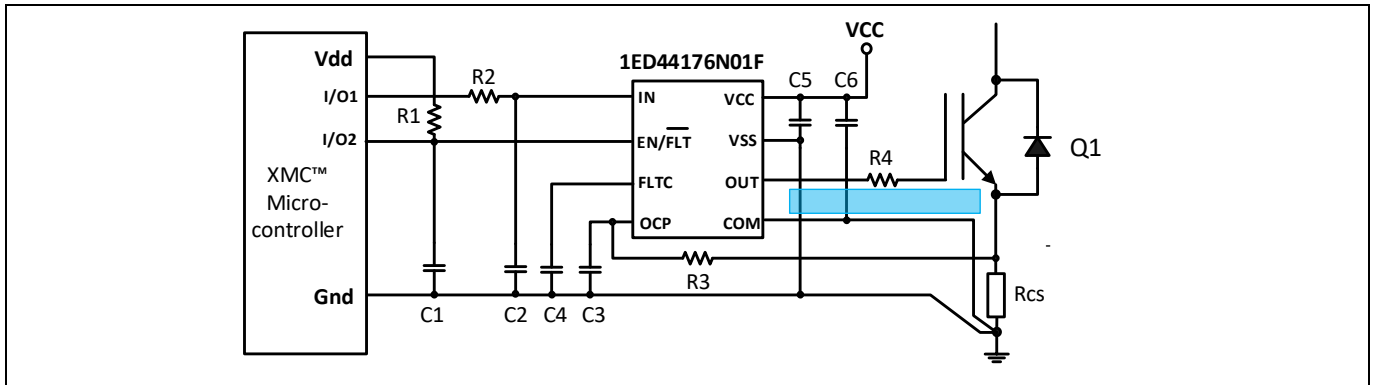 VCC
Vdd
1ED44176N01F
R2
C5
C6
I/O1
IN
VCC
R1
I/O2
EN/FLT
VSS
Q1
R4
XMC™
Micro-
controller
FLTC
OUT
OCP
COM
-
R3
Gnd
Rcs
C1
C2
C4
C3